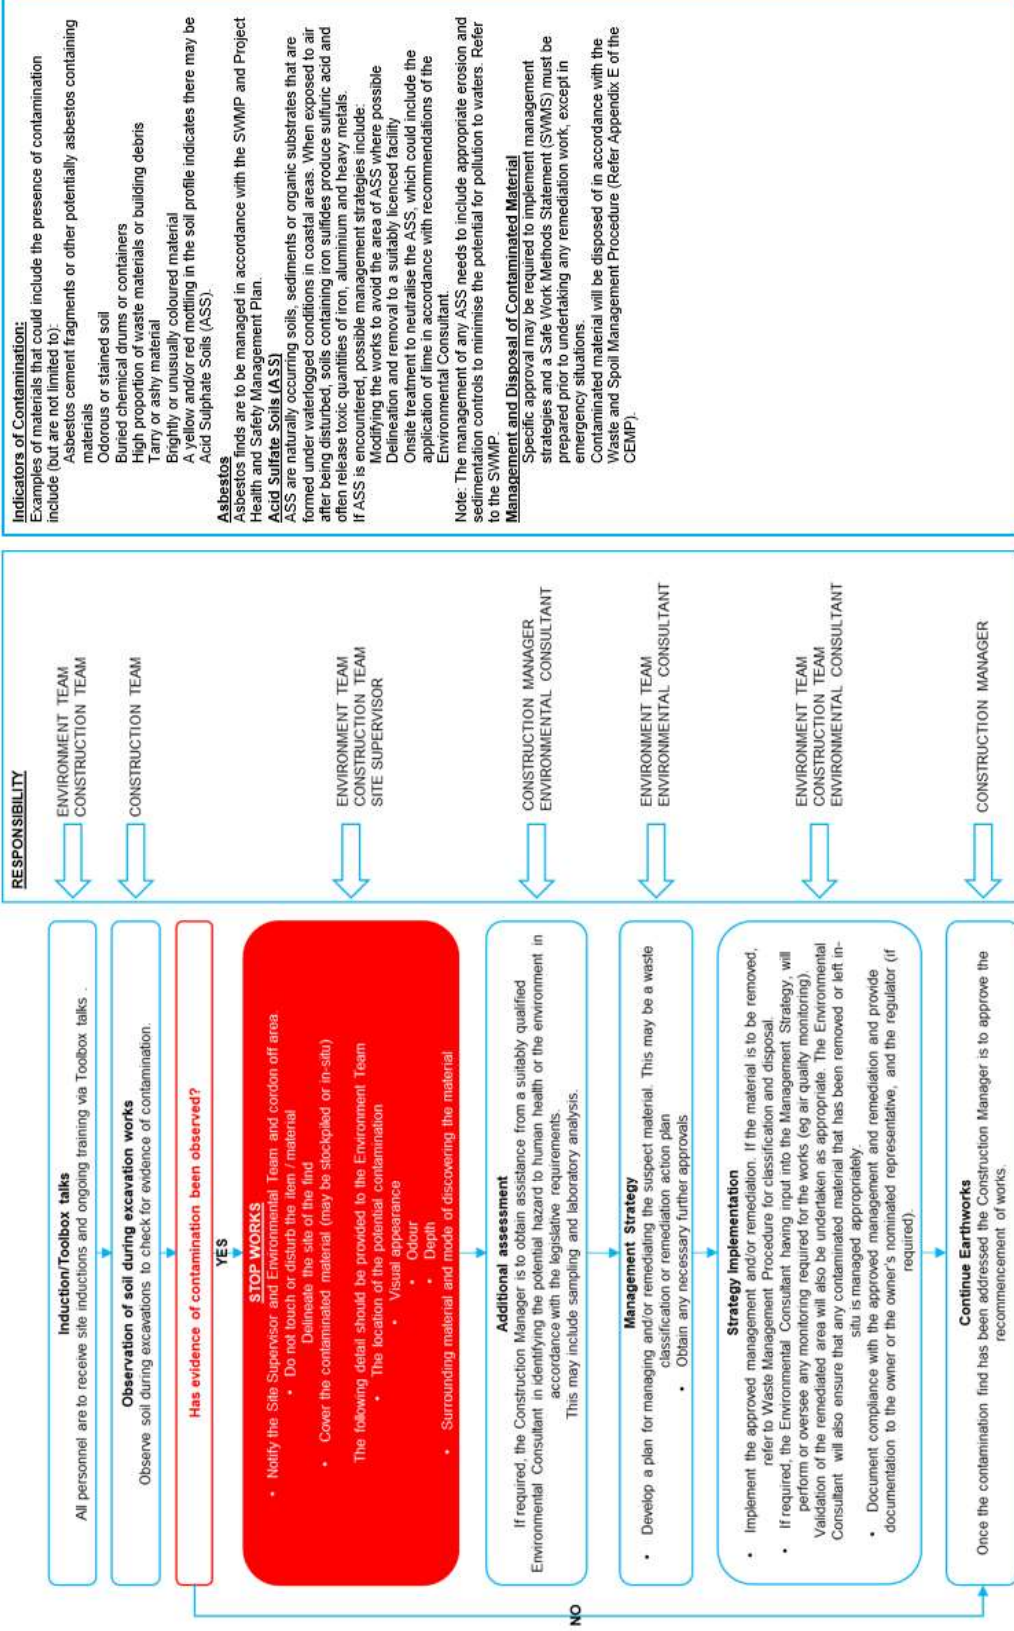 Induction/Toolbox talks
All personnel are to receive site inductions and ongoing training via Toolbox talks .
Observation of soil during excavation works
Observe soil during excavations to check for evidence of contamination.
Has evidence of contamination been observed?
YES
STOP WORKS
• Notify the Site Supervisor and Environmental Team and cordon off area.
• Do not touch or disturb the item / material
Delineate the site of the find
• Cover the contaminated material (may be stockpiled or in-situ)
The following detail should be provided to the Environment Team
• The location of the potential contamination
• Visual appearance
• Odour
• Depth
• Surrounding material and mode of discovering the material
Additional assessment
If required, the Construction Manager is to obtain assistance from a suitably qualified
Environmental Consultant in identifying the potential hazard to human health or the environment in
accordance with the legislative requirements.
This may include sampling and laboratory analysis.
Management Strategy
• Develop a plan for managing and/or remediating the suspect material. This may be a waste
classification or remediation action plan
• Obtain any necessary further approvals
Strategy Implementation
• Implement the approved management and/or remediation. If the material is to be removed,
refer to Waste Management Procedure for classification and disposal.
• If required, the Environmental Consultant having input into the Management Strategy, will
perform or oversee any monitoring required for the works (eg air quality monitoring).
Validation of the remediated area will also be undertaken as appropriate. The Environmental
Consultant will also ensure that any contaminated material that has been removed or left in-
situ is managed appropriately.
• Document compliance with the approved management and remediation and provide
documentation to the owner or the owner's nominated representative, and the regulator (if
required).
Continue Earthworks
Once the contamination find has been addressed the Construction Manager is to approve the
recommencement of works.
NO
RESPONSIBILITY
ENVIRONMENT TEAM
CONSTRUCTION TEAM
CONSTRUCTION TEAM
ENVIRONMENT TEAM
CONSTRUCTION TEAM
SITE SUPERVISOR
CONSTRUCTION MANAGER
ENVIRONMENTAL CONSULTANT
ENVIRONMENT TEAM
ENVIRONMENTAL CONSULTANT
ENVIRONMENT TEAM
CONSTRUCTION TEAM
ENVIRONMENTAL CONSULTANT
CONSTRUCTION MANAGER
Indicators of Contamination:
Examples of materials that could include the presence of contamination
include (but are not limited to):
Asbestos cement fragments or other potentially asbestos containing
materials
Odorous or stained soil
Buried chemical drums or containers
High proportion of waste materials or building debris
Tarry or ashy material
Brightly or unusually coloured material
A yellow and/or red mottling in the soil profile indicates there may be
Acid Sulphate Soils (ASS).
Asbestos
Asbestos finds are to be managed in accordance with the SWMP and Project
Health and Safety Management Plan.
Acid Sulfate Soils (ASS)
ASS are naturally occurring soils, sediments or organic substrates that are
formed under waterlogged conditions in coastal areas. When exposed to air
after being disturbed, soils containing iron sulfides produce sulfuric acid and
often release toxic quantities of iron, aluminium and heavy metals.
If ASS is encountered, possible management strategies include:
Modifying the works to avoid the area of ASS where possible
Delineation and removal to a suitably licenced facility
Onsite treatment to neutralise the ASS, which could include the
application of lime in accordance with recommendations of the
Environmental Consultant.
Note: The management of any ASS needs to include appropriate erosion and
sedimentation controls to minimise the potential for pollution to waters. Refer
to the SWMP.
Management and Disposal of Contaminated Material
Specific approval may be required to implement management
strategies and a Safe Work Methods Statement (SWMS) must be
prepared prior to undertaking any remediation work, except in
emergency situations.
Contaminated material will be disposed of in accordance with the
Waste and Spoil Management Procedure (Refer Appendix E of the
CEMP).